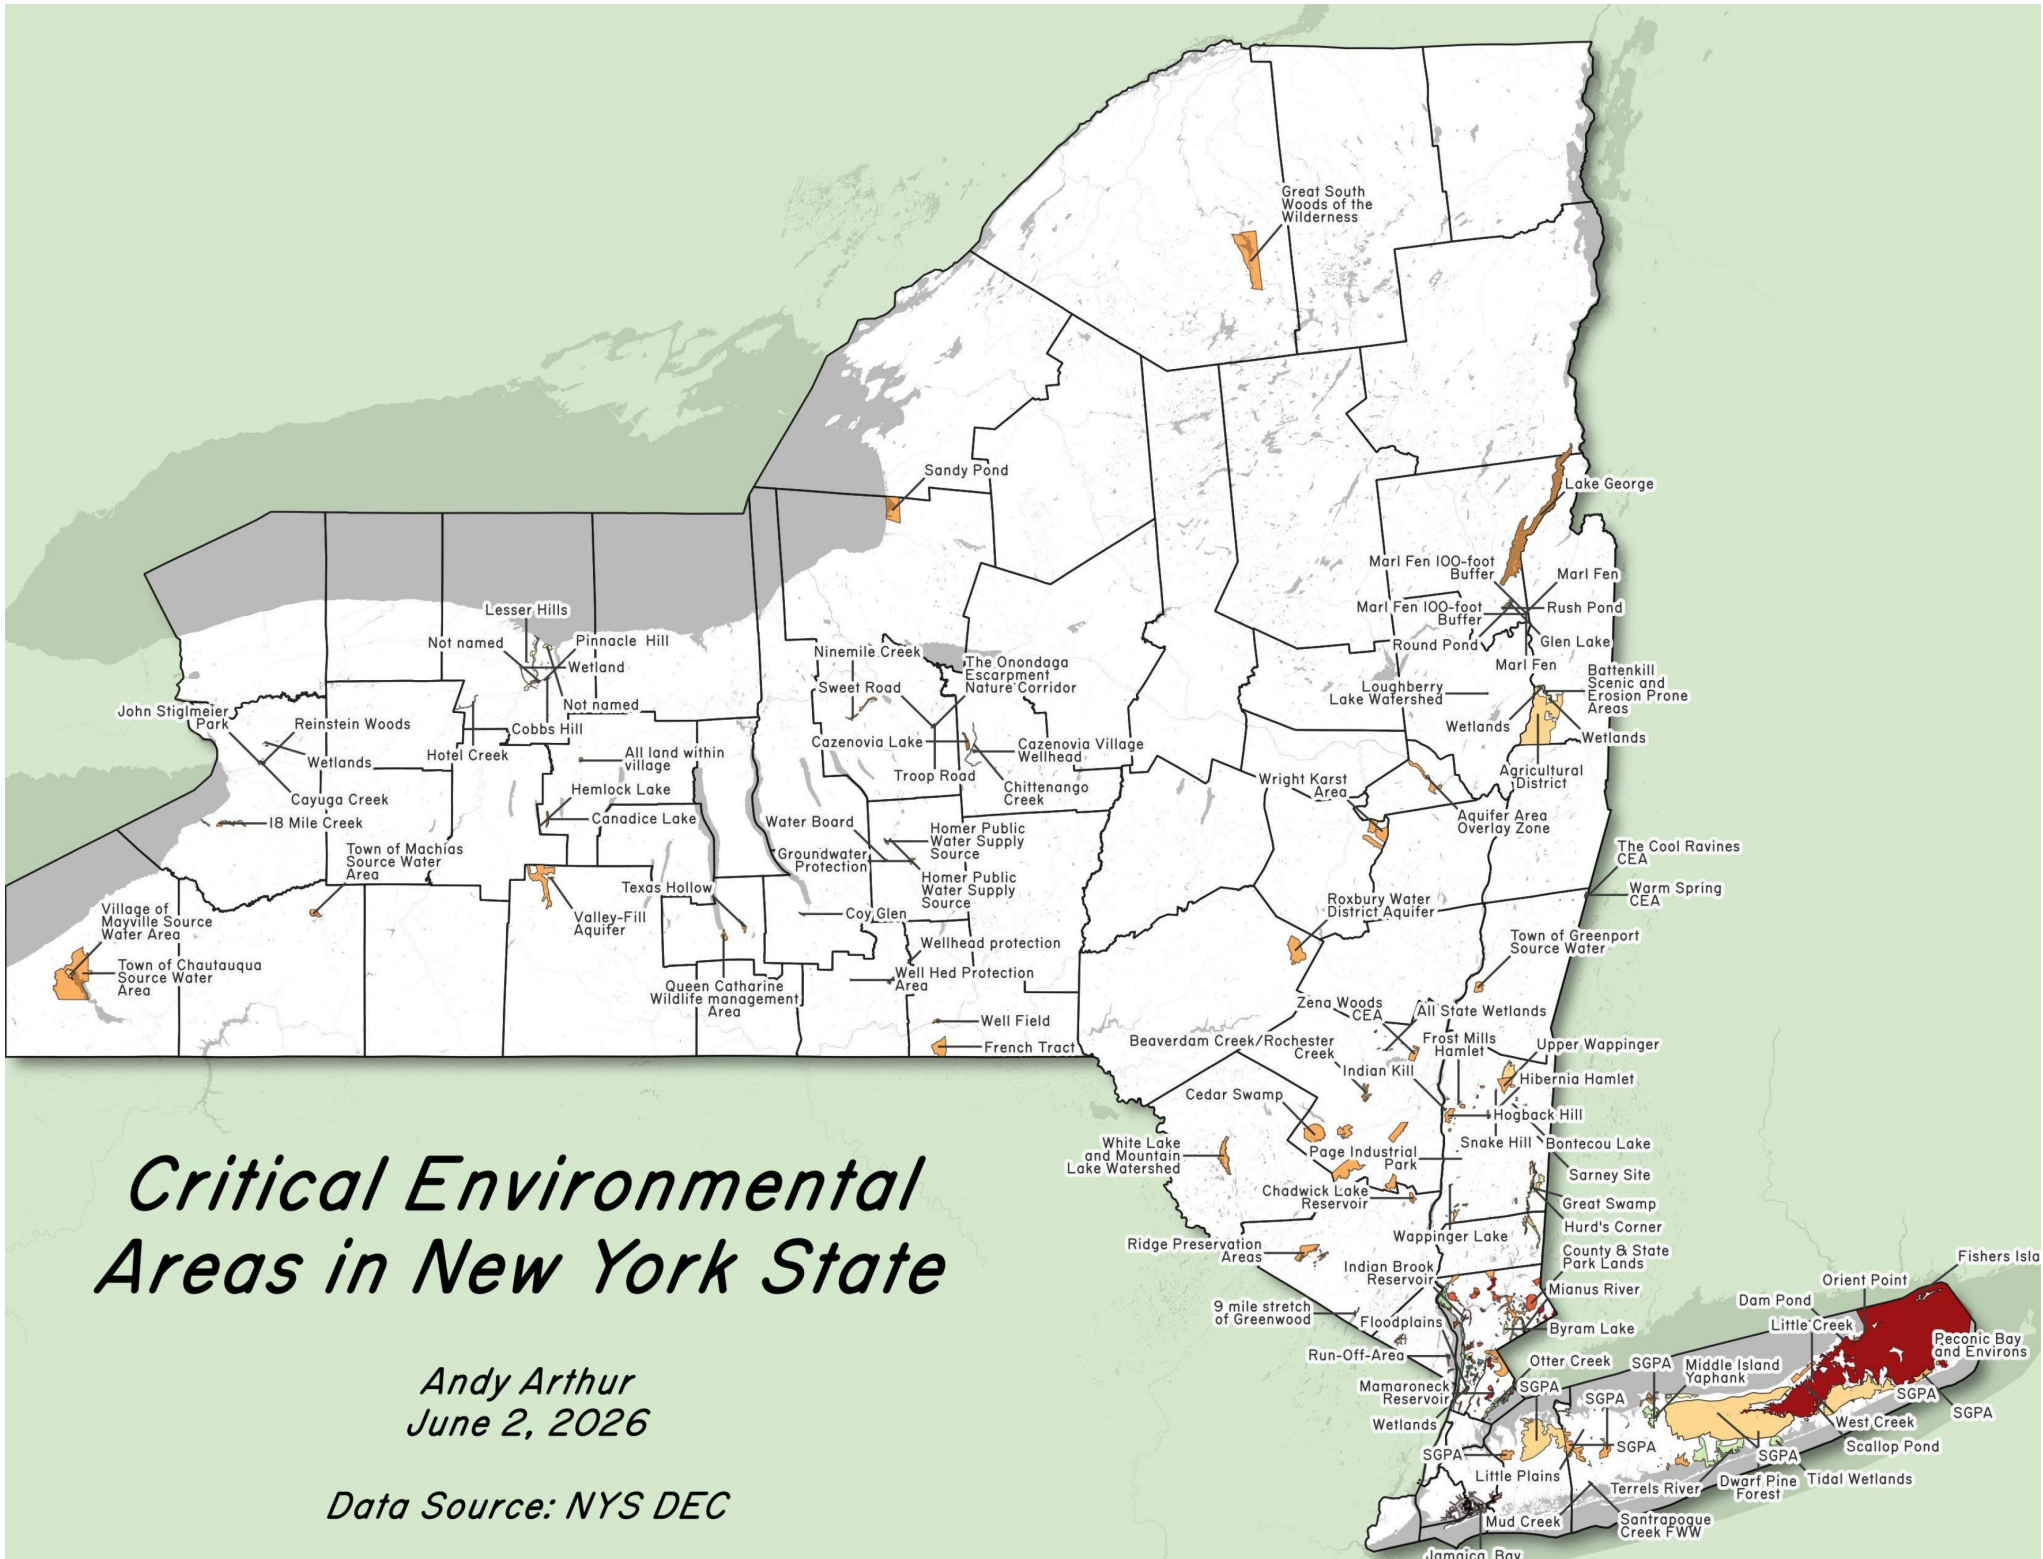 Great South
Woods of the
Wilderness
Sandy Pond
Lake George
Marl Fen 100-foot
Buffer
Marl Fen
Marl Fen 100-foot
Buffer
Rush Pond
Round Pond
Glen Lake
Marl Fen
Battenkill
Scenic and
Erosion Prone
Areas
Loughberry
Lake Watershed
Wetlands
Wetlands
Agricultural
District
Lesser Hills
Not named
Pinnacle Hill
Wetland
Not named
Cobbs Hill
Hotel Creek
John Stiglmeier
Park
Reinstein Woods
Wetlands
Cayuga Creek
18 Mile Creek
All land within
village
Hemlock Lake
Canadice Lake
Ninemile Creek
The Onondaga
Escarpment
Nature Corridor
Sweet Road
Cazenovia Lake
Cazenovia Village
Wellhead
Troop Road
Chittenango
Creek
Wright Karst
Area
Aquifer Area
Overlay Zone
Water Board
Homer Public
Water Supply
Source
Groundwater
Protection
Homer Public
Water Supply
Source
Town of Machias
Source Water
Area
The Cool Ravines
CEA
Warm Spring
CEA
Texas Hollow
Valley-Fill
Aquifer
Coy Glen
Roxbury Water
District Aquifer
Village of
Mayville Source
Water Area
Town of Chautauqua
Source Water
Area
Wellhead protection
Well Hed Protection
Area
Queen Catharine
Wildlife management
Area
Town of Greenport
Source Water
Well Field
French Tract
Zena Woods
CEA
All State Wetlands
Beaverdam Creek/Rochester
Creek
Frost Mills
Hamlet
Upper Wappinger
Indian Kill
Hibernia Hamlet
Cedar Swamp
Hogback Hill
White Lake
and Mountain
Lake Watershed
Page Industrial
Park
Snake Hill
Bontecou Lake
Sarney Site
Chadwick Lake
Reservoir
Great Swamp
Hurd's Corner
Wappinger Lake
Ridge Preservation
Areas
County & State
Park Lands
Indian Brook
Reservoir
Mianus River
9 mile stretch
of Greenwood
Floodplains
Byram Lake
Run-Off-Area
Otter Creek
Mamaroneck
Reservoir
Wetlands
SGPA
SGPA
SGPA
Middle Island
Yaphank
Fishers Isla
Orient Point
Dam Pond
Little Creek
Peconic Bay
and Environs
SGPA
SGPA
West Creek
Scallop Pond
SGPA
SGPA
SGPA
Little Plains
Terrels River
Dwarf Pine
Forest
Tidal Wetlands
Mud Creek
Santrapogue
Creek FWW
Jamaica Bay
Critical Environmental
Areas in New York State
Andy Arthur
June 2, 2026
Data Source: NYS DEC